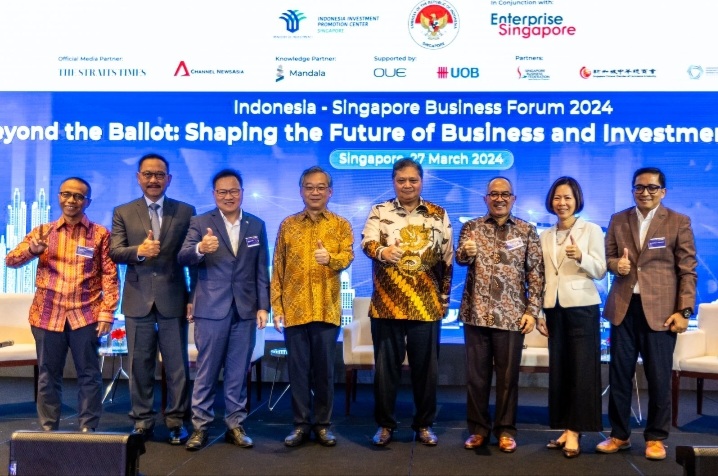 INDONESIA INVESTMENT
PROMOTION CENTER
SINGAPORE
In Conjunction with:
Enterprise
Singapore
Official Media Partner:
THE STRAITS TIMES
CHANNEL NEWSASIA
Knowledge Partner:
Mandala
Supported by:
OUE
UOB
Partners:
Indonesia - Singapore Business Forum 2024
eyond the Ballot: Shaping the Future of Business and Investmen
Singapore, 27 March 2024